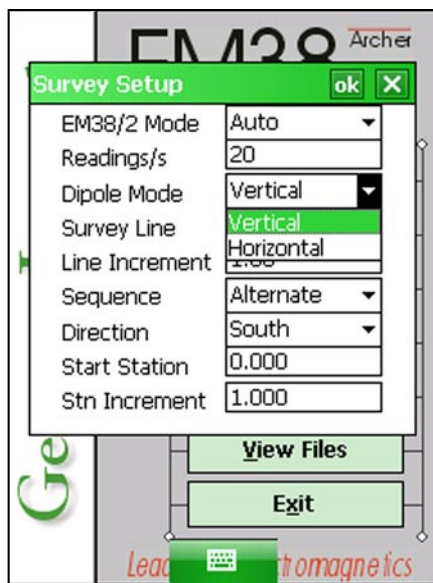 EM38 Archer
Survey Setup ok
EM38/2 Mode Auto
Readings/s 20
Dipole Mode Vertical
Survey Line Vertical
Horizontal
Line Increment
Sequence Alternate
Direction South
Start Station 0.000
Stn Increment 1.000
View Files
Exit
Ge
Lead tromagnetics